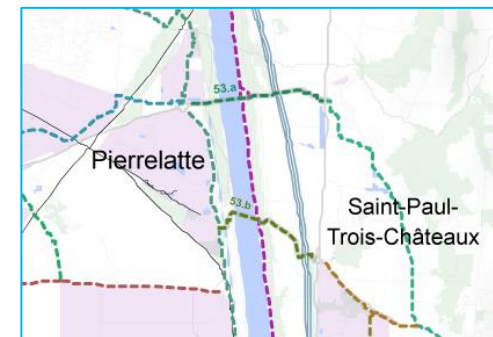 53.a
Pierrelatte
53.b
Saint-Paul-
Trois-Châteaux